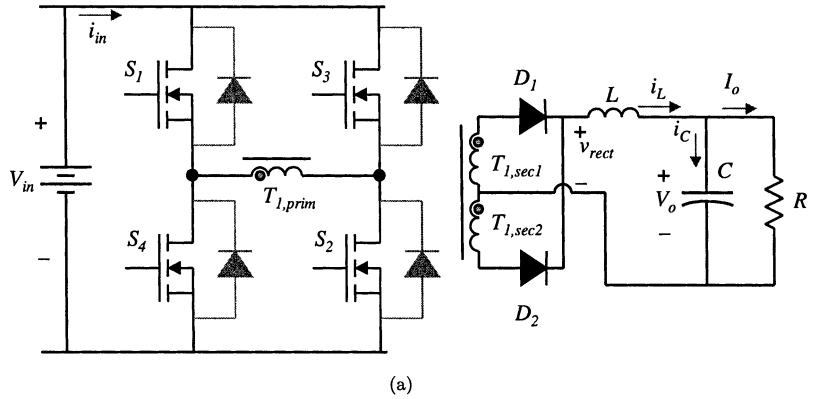 i_in
S_1
S_3
D_1
L
i_L
I_o
+
+
v_rect
i_C
T_1,sec1
−
V_in
T_1,prim
+
V_o
C
R
S_4
S_2
T_1,sec2
−
−
D_2
(a)